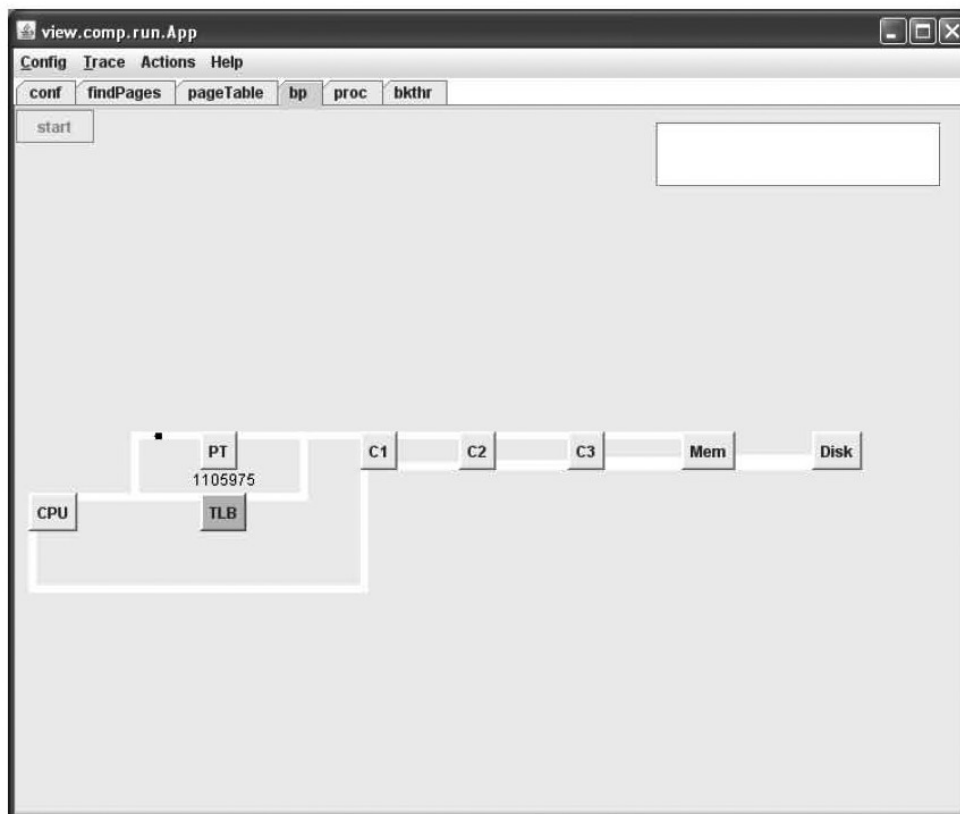 view.comp.run.App
Config Trace Actions Help
conf findPages pageTable bp proc bkthr
start
PT C1 C2 C3 Mem Disk
1105975
CPU TLB